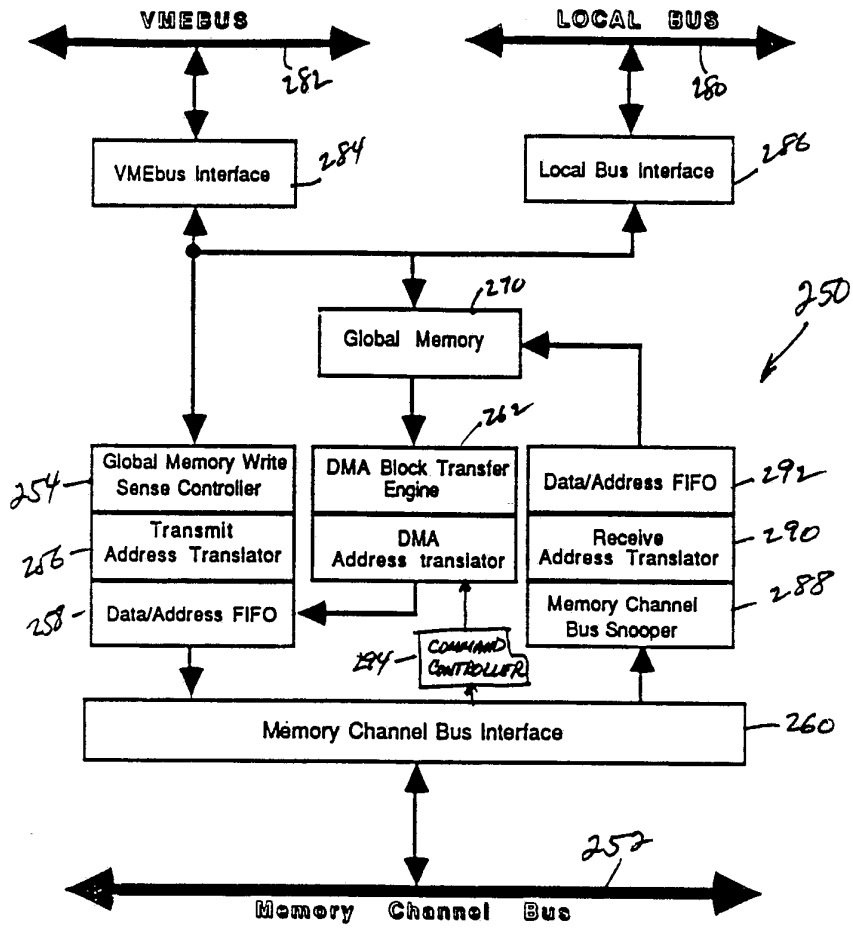 VMEBUS
LOCAL BUS
282
280
VMEbus Interface
284
Local Bus Interface
286
270
Global Memory
250
262
Global Memory Write
Sense Controller
254
DMA Block Transfer
Engine
Data/Address FIFO
292
Transmit
Address Translator
256
DMA
Address translator
Receive
Address Translator
290
Data/Address FIFO
258
Memory Channel
Bus Snooper
288
294
COMMAND
CONTROLLER
Memory Channel Bus Interface
260
252
Memory Channel Bus